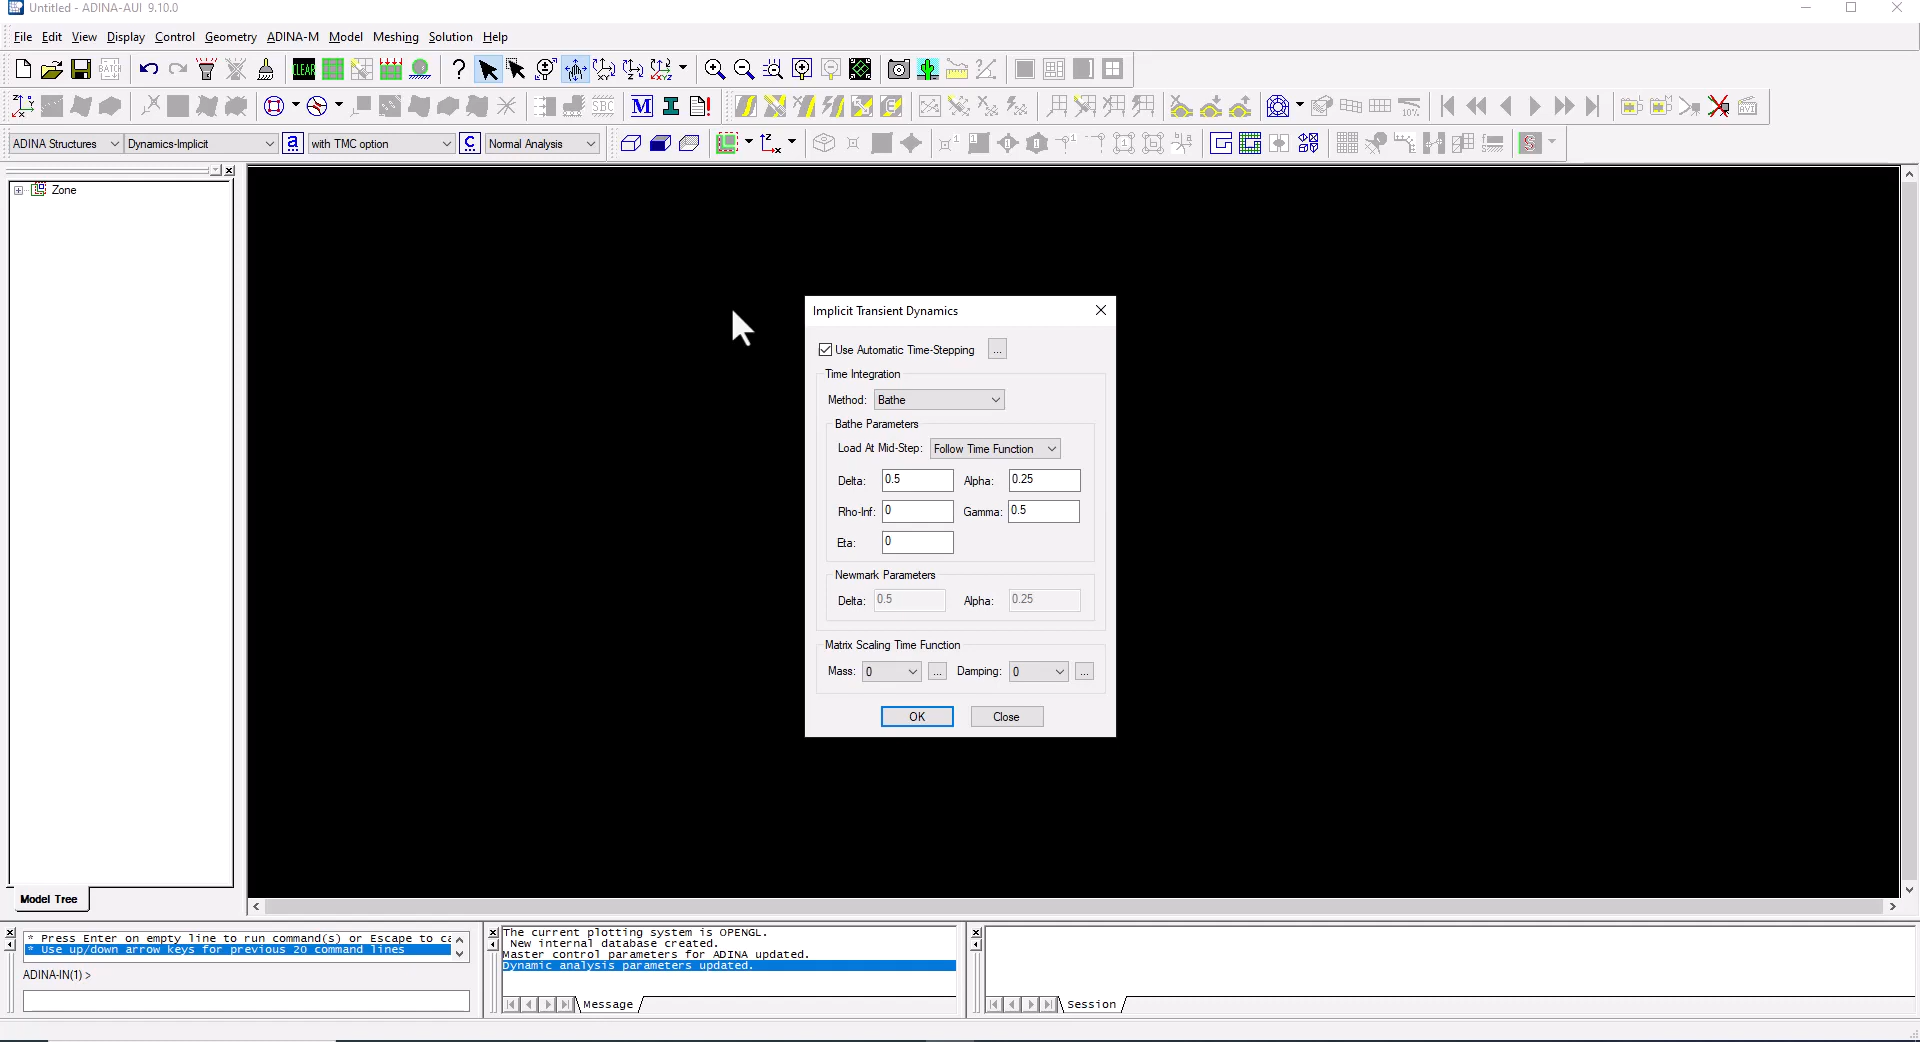 Untitled - ADINA-AUI 9.10.0
File Edit View Display Control Geometry ADINA-M Model Meshing Solution Help
CLEAR
BATCH
SBC M
10%
ADINA Structures Dynamics-Implicit a with TMC option C Normal Analysis
Zone
Implicit Transient Dynamics
Use Automatic Time-Stepping ...
Time Integration
Method: Bathe
Bathe Parameters
Load At Mid-Step: Follow Time Function
Delta: 0.5 Alpha: 0.25
Rho-Inf: 0 Gamma: 0.5
Eta: 0
Newmark Parameters
Delta: 0.5 Alpha: 0.25
Matrix Scaling Time Function
Mass: 0 ... Damping: 0 ...
OK Close
Model Tree
* Press Enter on empty line to run command(s) or Escape to
* Use up/down arrow keys for previous 20 command lines
ADINA-IN(1) >
The current plotting system is OPENGL.
New internal database created.
Master control parameters for ADINA updated.
Dynamic analysis parameters updated.
Message
Session